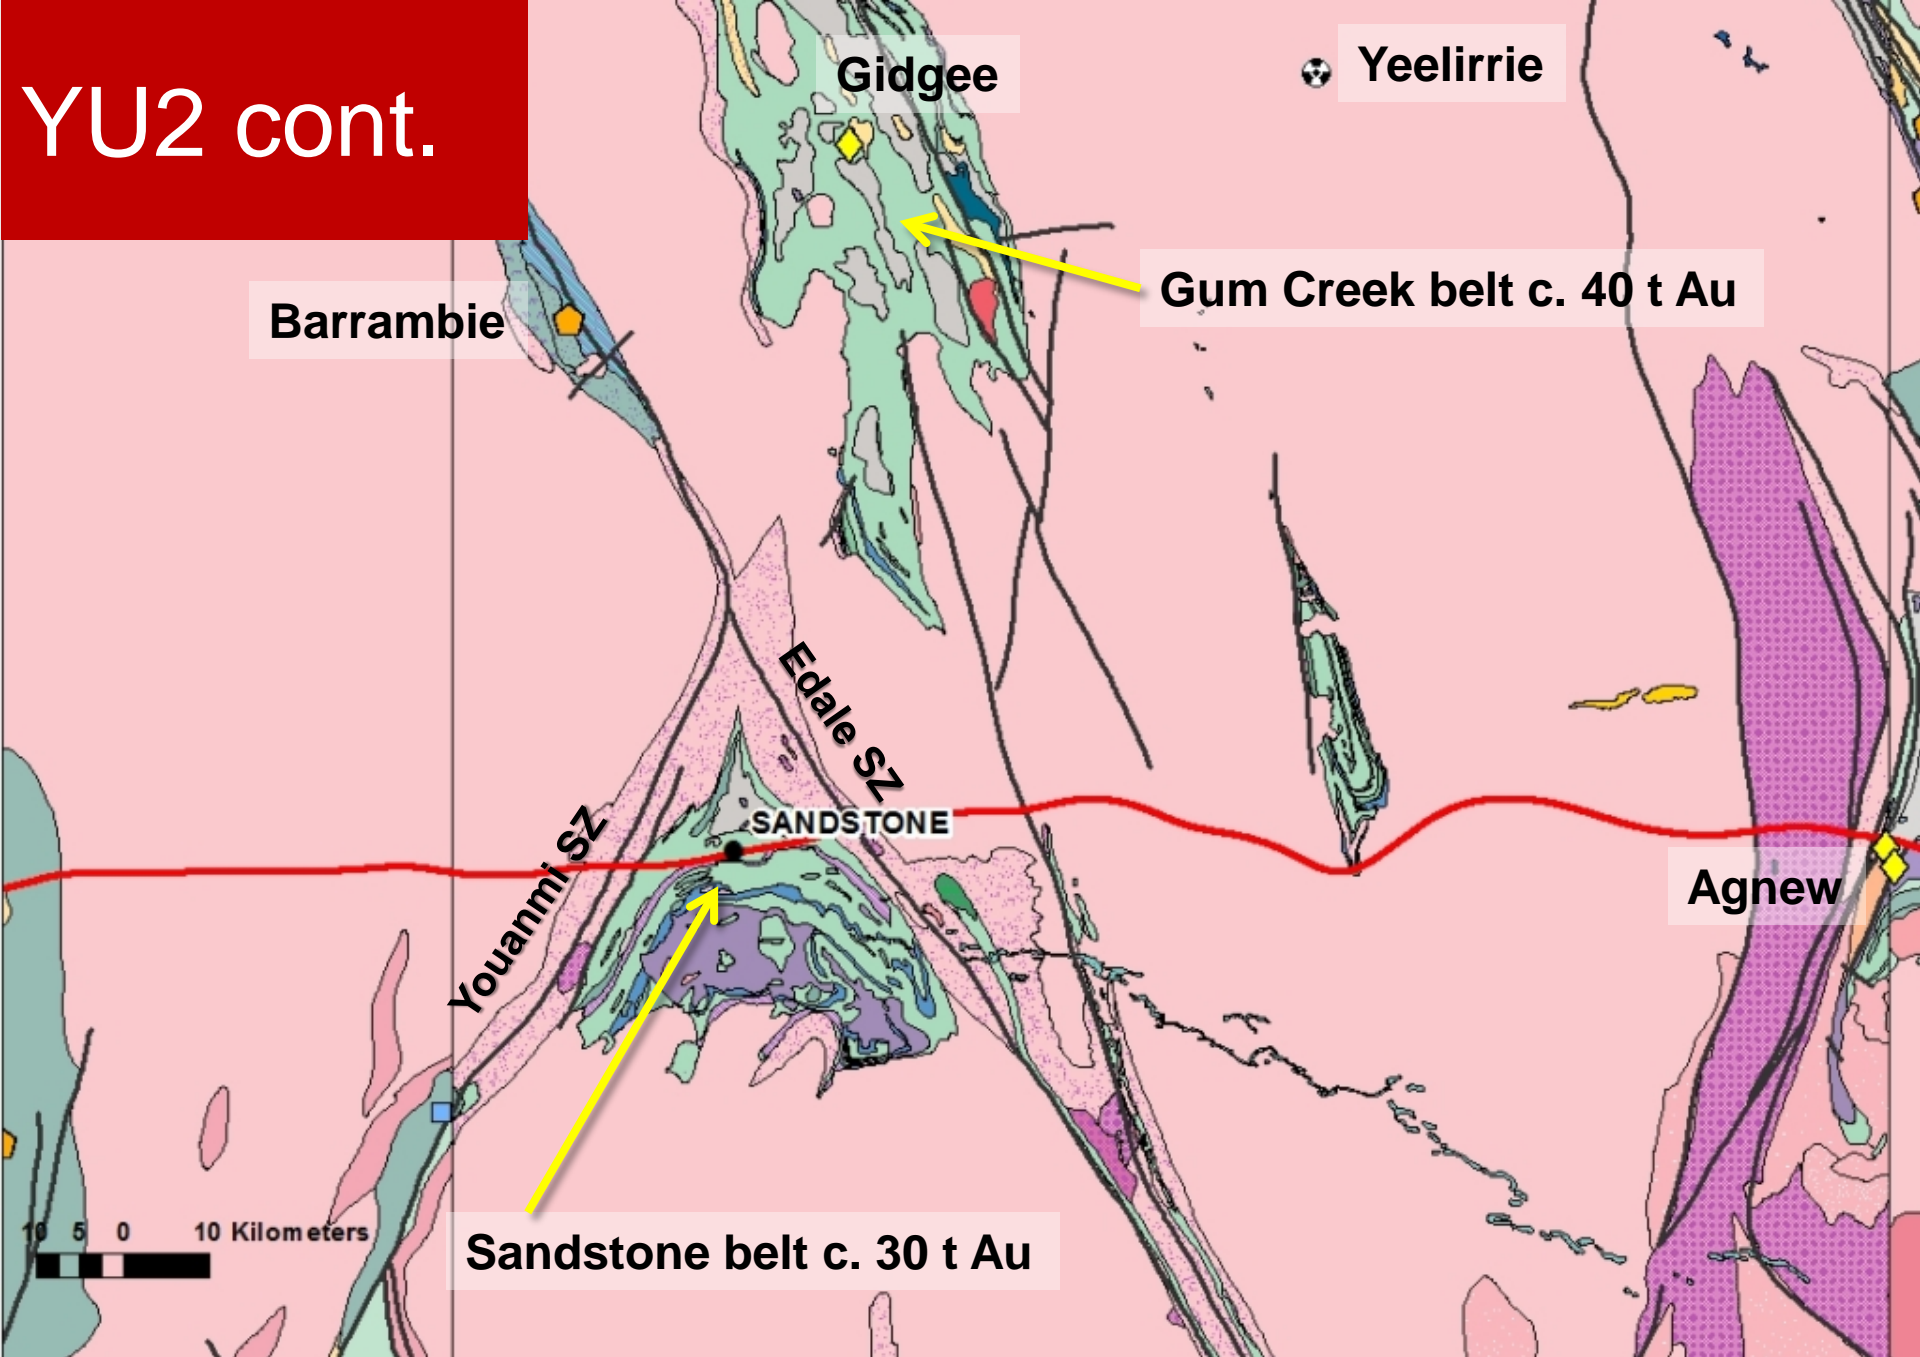 YU2 cont.
Gidgee
Yeelirrie
Barrambie
Gum Creek belt c. 40 t Au
Edale SZ
SANDSTONE
Youanmi SZ
Agnew
10 5 0 10 Kilometers
Sandstone belt c. 30 t Au